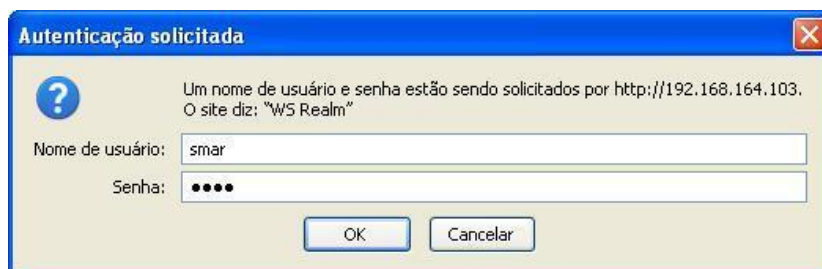 Autenticação solicitada
Um nome de usuário e senha estão sendo solicitados por http://192.168.164.103.
O site diz: "WS Realm"
Nome de usuário: smar
Senha: ●●●●
OK Cancelar